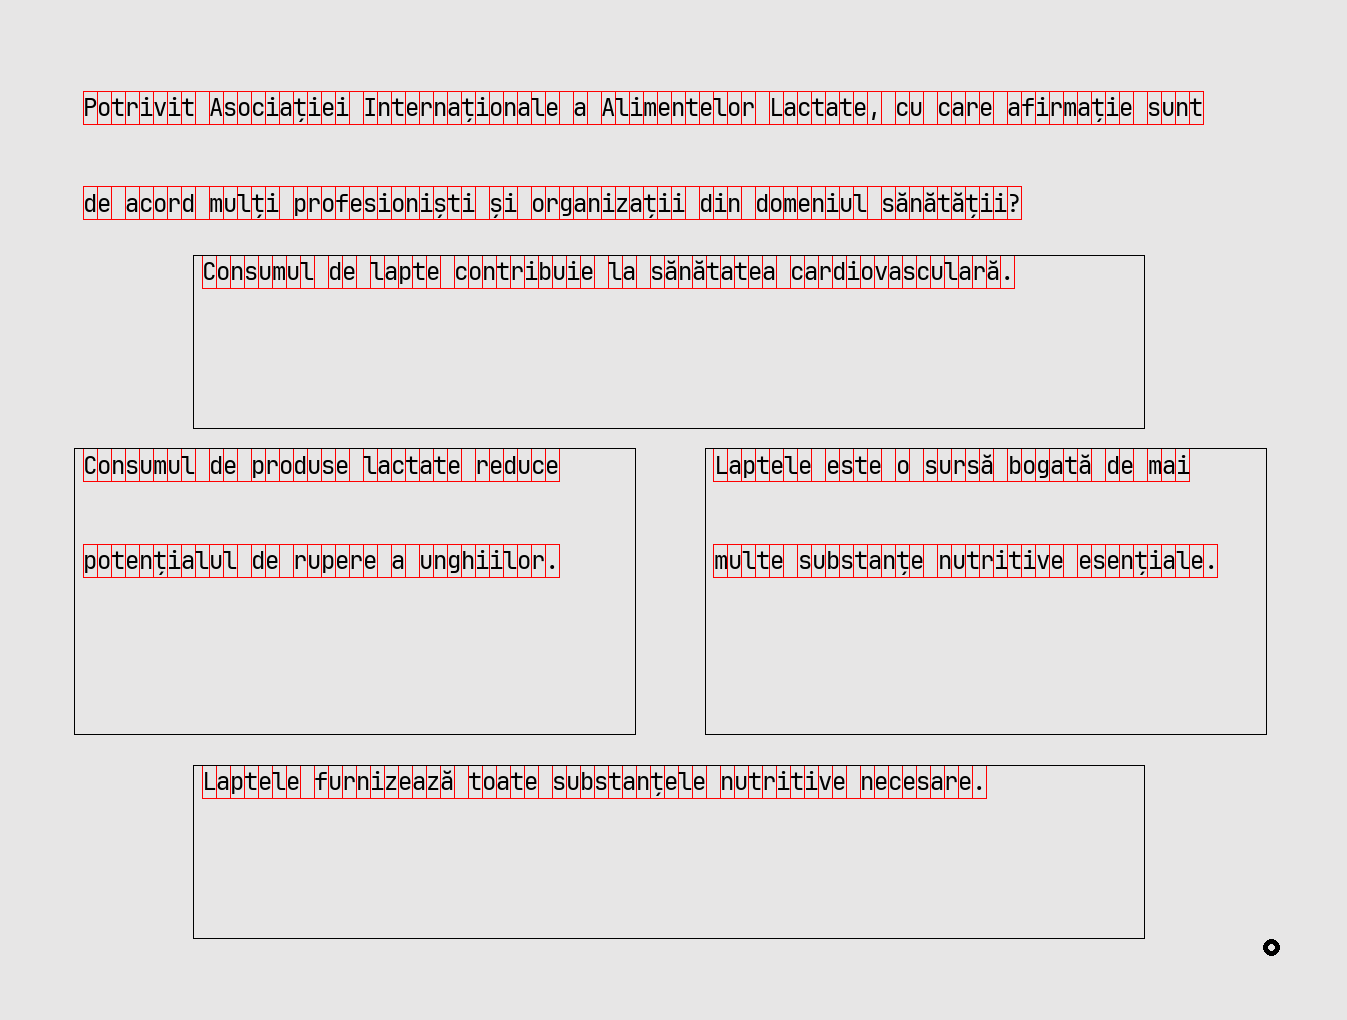 Potrivit Asociației Internaționale a Alimentelor Lactate, cu care afirmație sunt
de acord mulți profesioniști și organizații din domeniul sănătății?
Consumul de lapte contribuie la sănătatea cardiovasculară.
Consumul de produse lactate reduce
potențialul de rupere a unghiilor.
Laptele este o sursă bogată de mai
multe substanțe nutritive esențiale.
Laptele furnizează toate substanțele nutritive necesare.